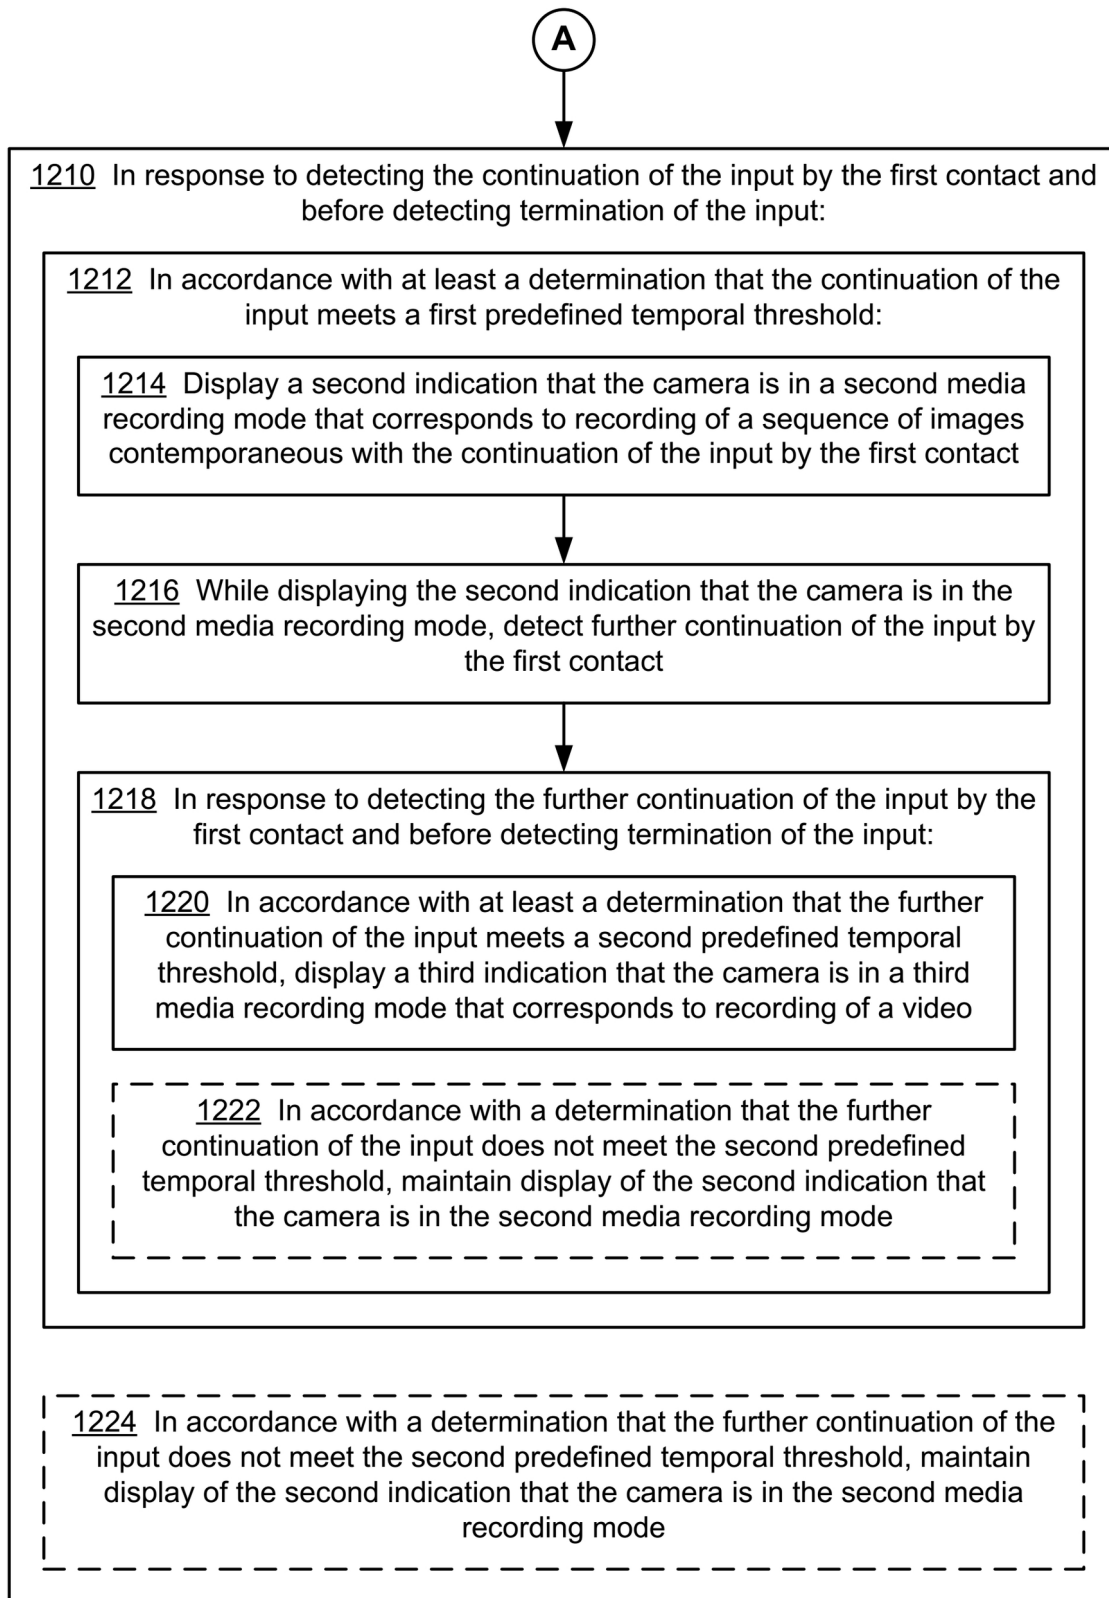 A
1210 In response to detecting the continuation of the input by the first contact and
before detecting termination of the input:
1212 In accordance with at least a determination that the continuation of the
input meets a first predefined temporal threshold:
1214 Display a second indication that the camera is in a second media
recording mode that corresponds to recording of a sequence of images
contemporaneous with the continuation of the input by the first contact
1216 While displaying the second indication that the camera is in the
second media recording mode, detect further continuation of the input by
the first contact
1218 In response to detecting the further continuation of the input by the
first contact and before detecting termination of the input:
1220 In accordance with at least a determination that the further
continuation of the input meets a second predefined temporal
threshold, display a third indication that the camera is in a third
media recording mode that corresponds to recording of a video
1222 In accordance with a determination that the further
continuation of the input does not meet the second predefined
temporal threshold, maintain display of the second indication that
the camera is in the second media recording mode
1224 In accordance with a determination that the further continuation of the
input does not meet the second predefined temporal threshold, maintain
display of the second indication that the camera is in the second media
recording mode